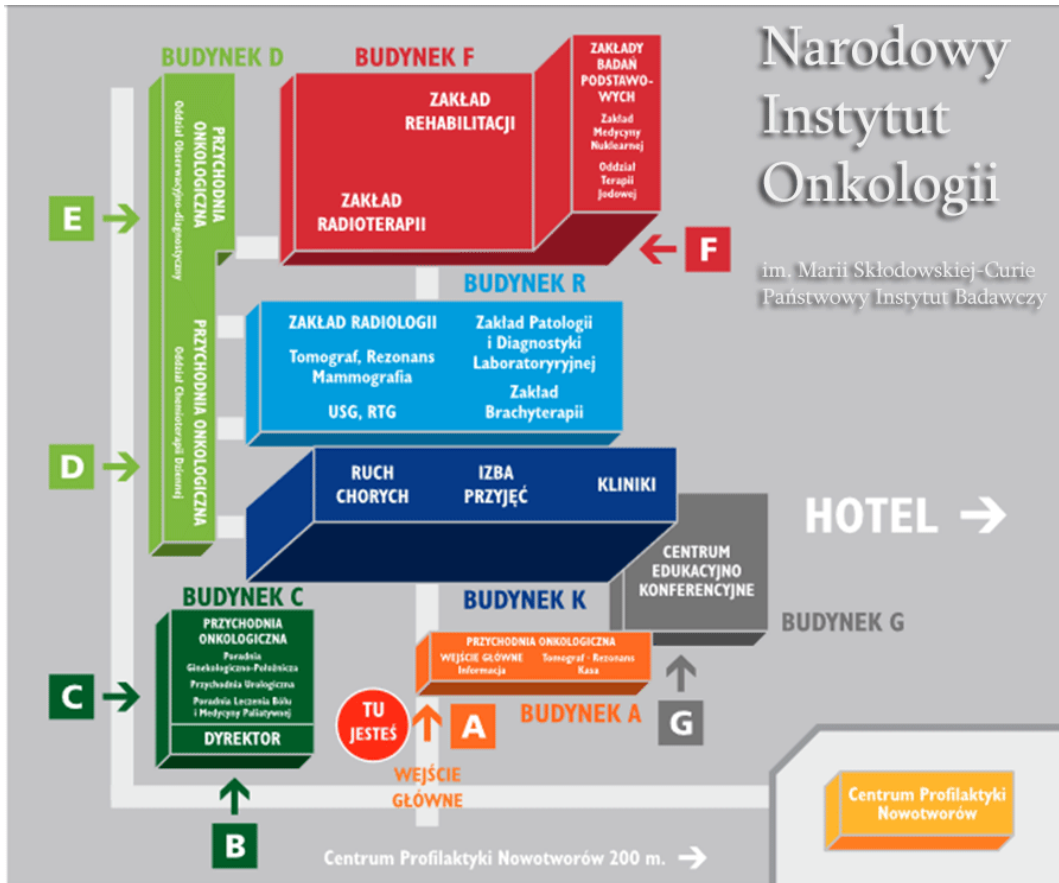 Narodowy
Instytut
Onkologii
im. Marii Skłodowskiej-Curie
Państwowy Instytut Badawczy
BUDYNEK D
PRZYCHODNIA
ONKOLOGICZNA
Oddział Obserwacyjno-diagnostyczny
PRZYCHODNIA ONKOLOGICZNA
Oddział Chemioterapii Dziennej
E
D
BUDYNEK F
ZAKŁAD
REHABILITACJI
ZAKŁAD
RADIOTERAPII
ZAKŁADY
BADAŃ
PODSTAWO-
WYCH
Zakład
Medycyny
Nuklearnej
Oddział
Terapii
Jodowej
F
BUDYNEK R
ZAKŁAD RADIOLOGII
Tomograf, Rezonans
Mammografia
USG, RTG
Zakład Patologii
i Diagnostyki
Laboratoryryjnej
Zakład
Brachyterapii
RUCH
CHORYCH
IZBA
PRZYJĘĆ
KLINIKI
BUDYNEK K
HOTEL
CENTRUM
EDUKACYJNO
KONFERENCYJNE
BUDYNEK G
G
BUDYNEK C
PRZYCHODNIA
ONKOLOGICZNA
Poradnia
Ginekologiczno-Położnicza
Przychodnia Urologiczna
Poradnia Leczenia Bólu
i Medycyny Paliatywnej
DYREKTOR
C
B
PRZYCHODNIA ONKOLOGICZNA
WEJŚCIE GŁÓWNE
Informacja
Tomograf - Rezonans
Kasa
BUDYNEK A
A
TU
JESTEŚ
WEJŚCIE
GŁÓWNE
Centrum Profilaktyki
Nowotworów
Centrum Profilaktyki Nowotworów 200 m.